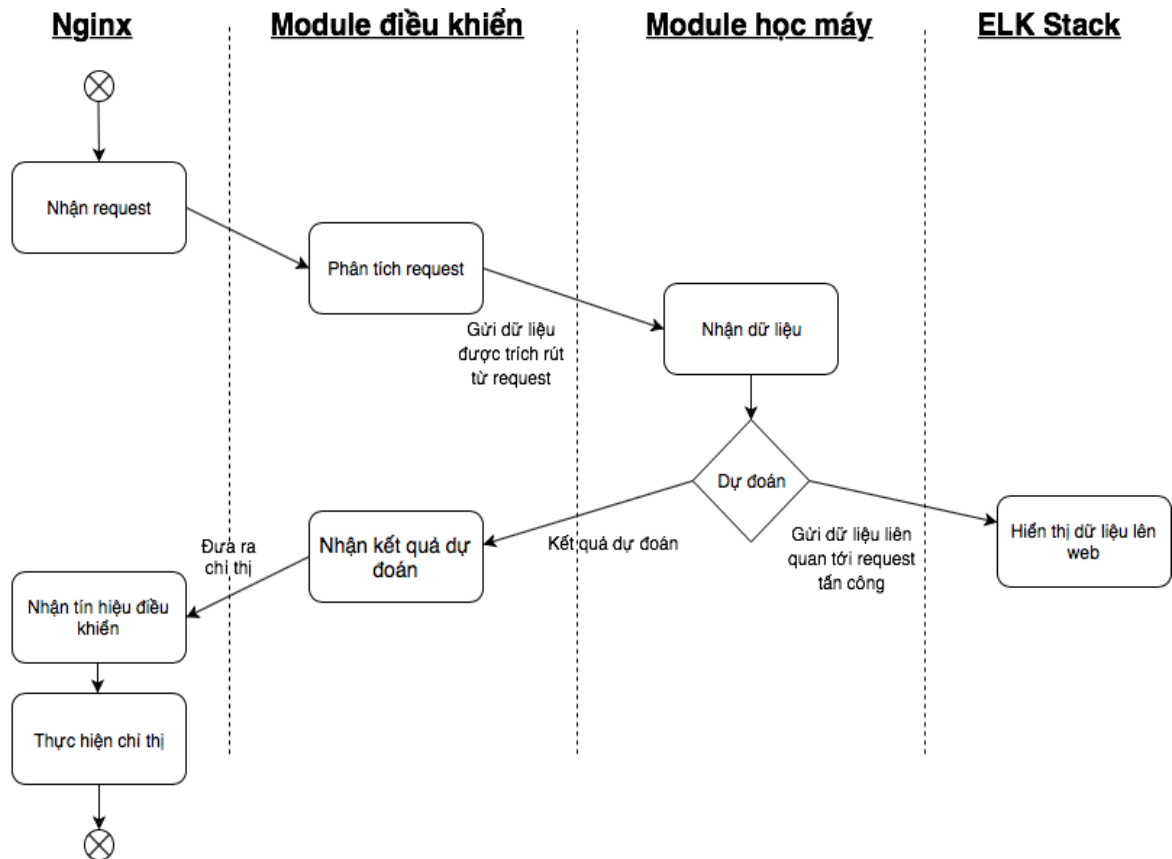 Nginx
Module điều khiển
Module học máy
ELK Stack
Nhận request
Phân tích request
Gửi dữ liệu
được trích rút
từ request
Nhận dữ liệu
Dự đoán
Kết quả dự đoán
Gửi dữ liệu liên
quan tới request
tấn công
Hiển thị dữ liệu lên
web
Nhận kết quả dự
đoán
Đưa ra
chỉ thị
Nhận tín hiệu điều
khiển
Thực hiện chỉ thị